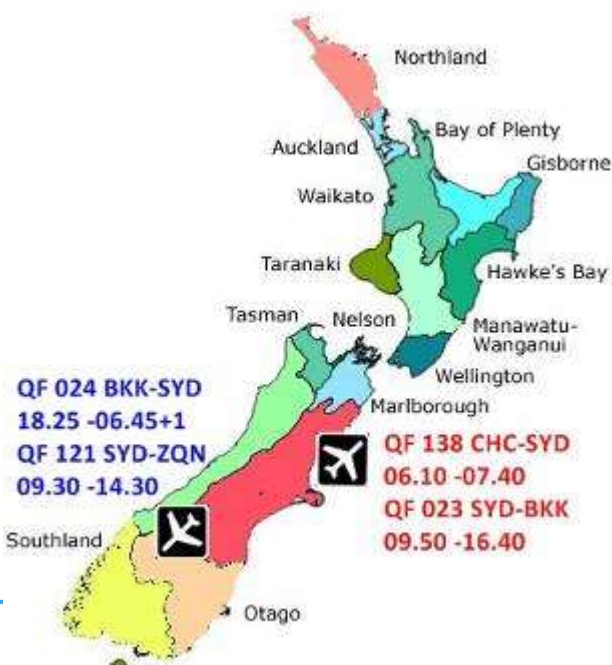 Northland
Auckland
Bay of Plenty
Gisborne
Waikato
Taranaki
Hawke's Bay
Tasman
Nelson
Manawatu-
Wanganui
Wellington
Marlborough
QF 024 BKK-SYD
18.25 -06.45+1
QF 121 SYD-ZQN
09.30 -14.30
QF 138 CHC-SYD
06.10 -07.40
QF 023 SYD-BKK
09.50 -16.40
Southland
Otago